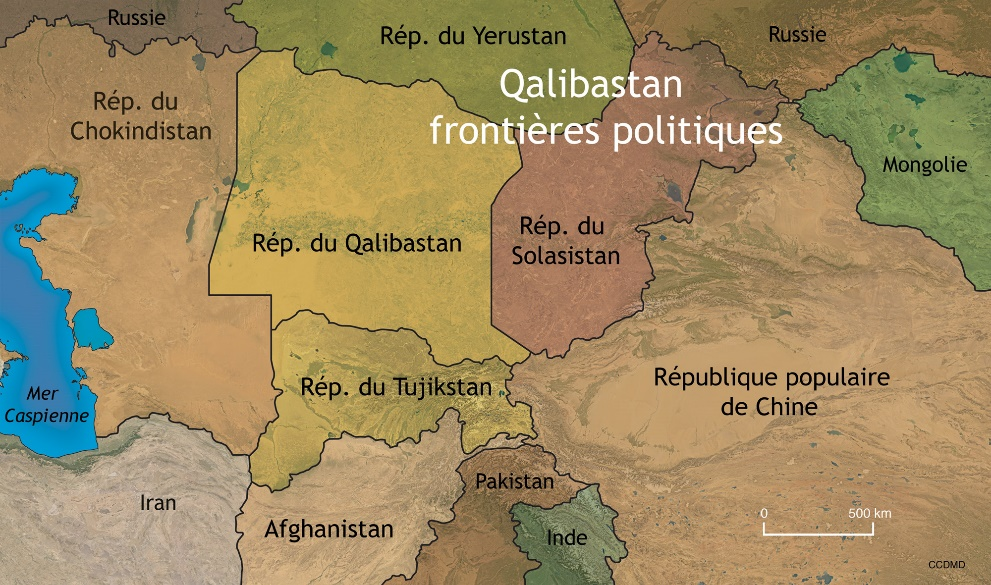 Russie
Rép. du Yerustan
Russie
Qalibastan
frontières politiques
Rép. du
Chokindistan
Mongolie
Rép. du Qalibastan
Rép. du
Solasistan
Rép. du Tujikstan
République populaire
de Chine
Mer
Caspienne
Pakistan
Iran
Afghanistan
Inde
0 500 km
CCDMD